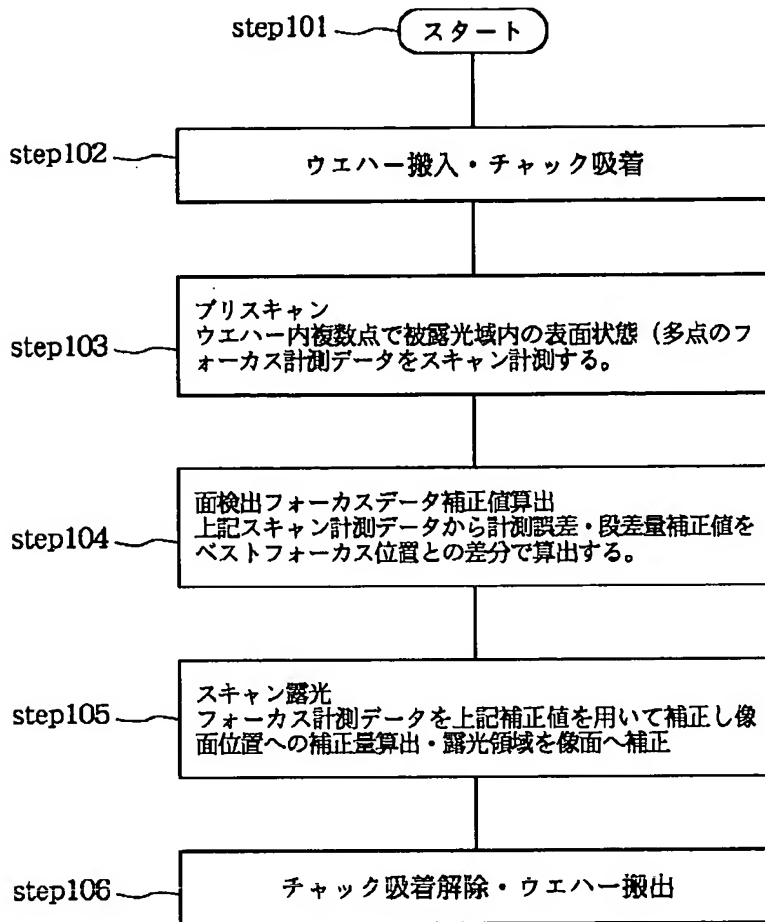 step101
スタート
step102
ウエハー搬入・チャック吸着
step103
プリスキャン
ウエハー内複数点で被露光域内の表面状態（多点のフ
ォーカス計測データをスキャン計測する。
step104
面検出フォーカスデータ補正値算出
上記スキャン計測データから計測誤差・段差量補正値を
ベストフォーカス位置との差分で算出する。
step105
スキャン露光
フォーカス計測データを上記補正値を用いて補正し像
面位置への補正量算出・露光領域を像面へ補正
step106
チャック吸着解除・ウエハー搬出